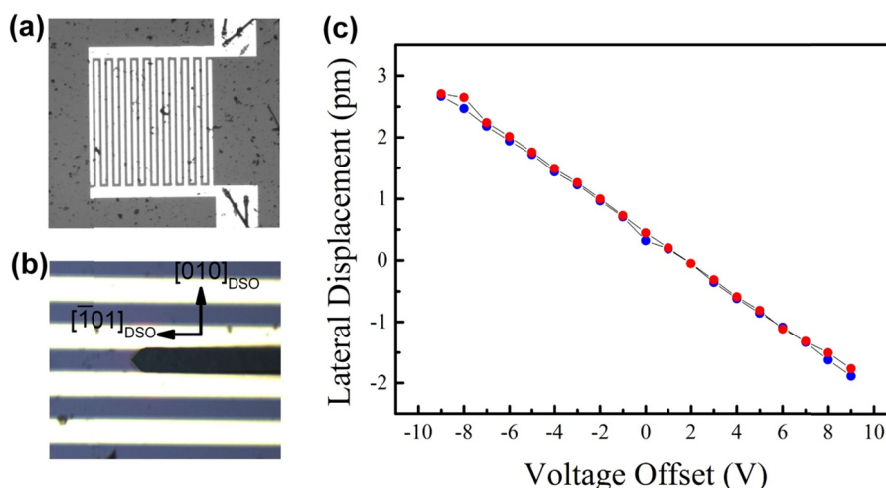 (a)
(b)
[010]DSO
[1̅01]DSO
(c)
Lateral Displacement (pm)
3
2
1
0
-1
-2
-10 -8 -6 -4 -2 0 2 4 6 8 10
Voltage Offset (V)